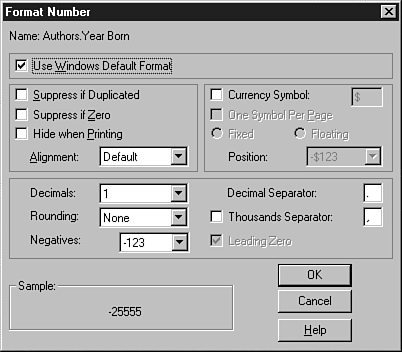 Format Number
Name: Authors.Year Born
Use Windows Default Format
Suppress if Duplicated
Suppress if Zero
Hide when Printing
Alignment: Default
Currency Symbol: $
One Symbol Per Page
Fixed Floating
Position: -$123
Decimals: 1
Rounding: None
Negatives: -123
Decimal Separator: .
Thousands Separator: ,
Leading Zero
Sample:
-25555
OK
Cancel
Help